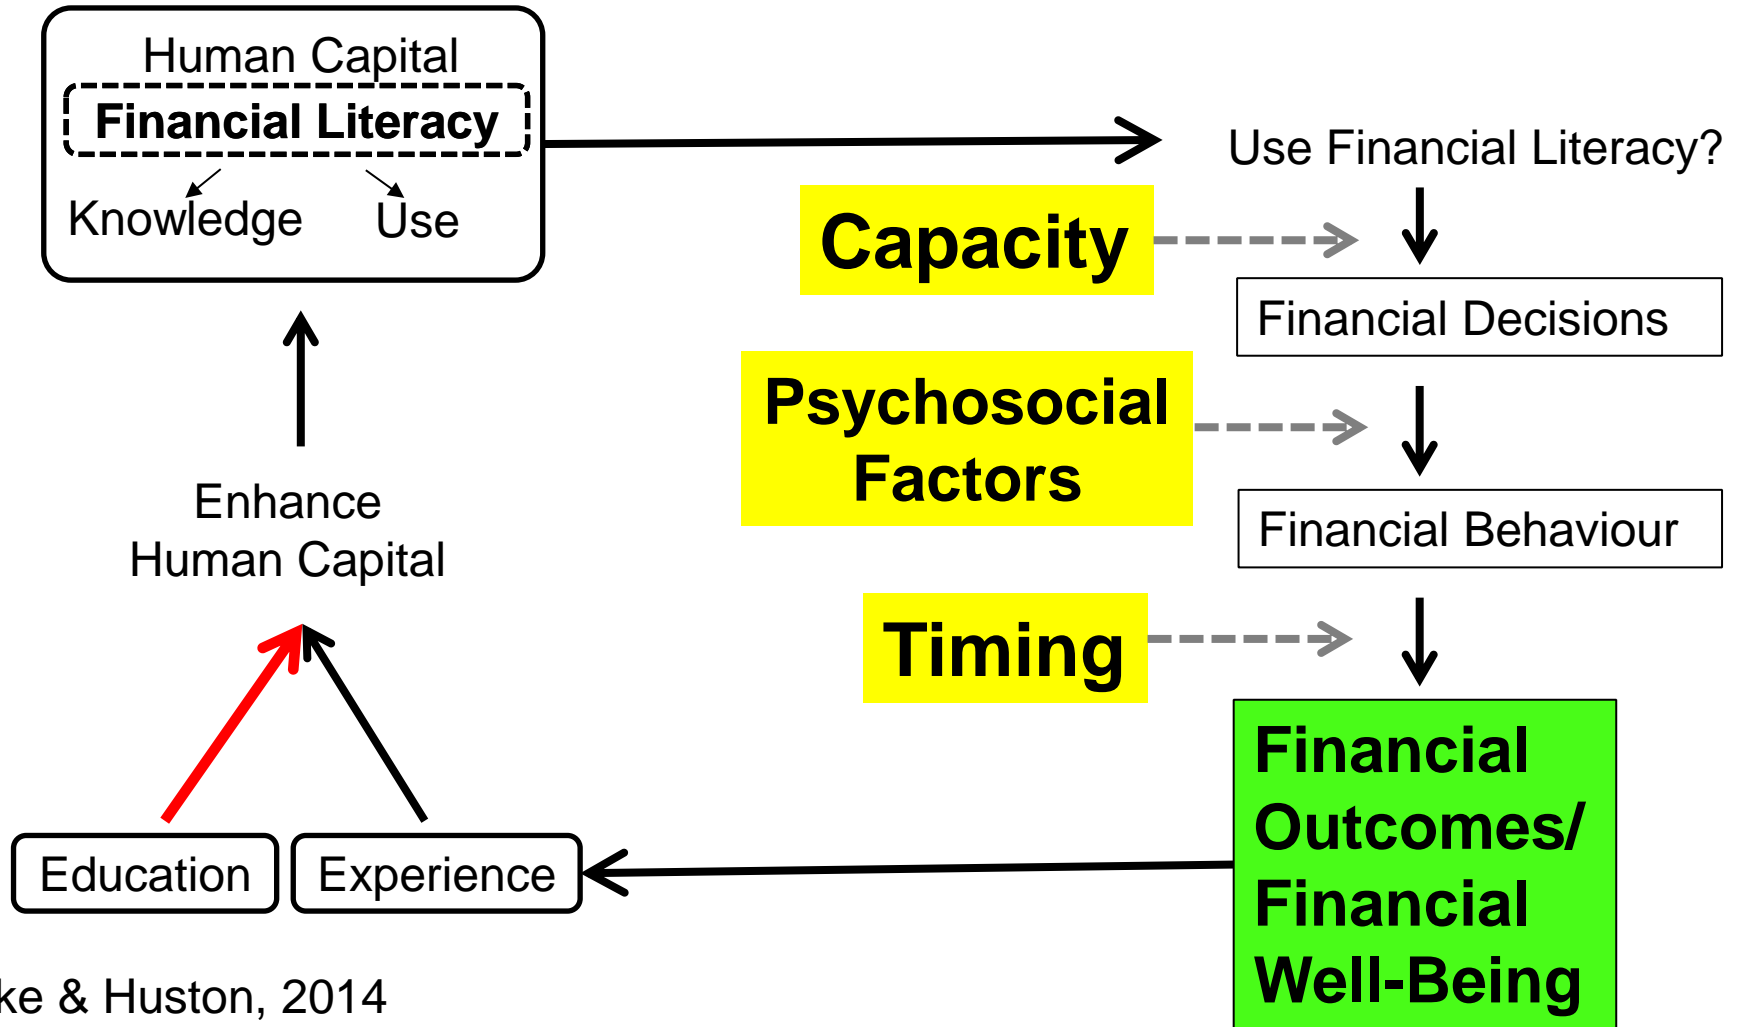 Human Capital
Financial Literacy
Knowledge Use
Use Financial Literacy?
Capacity
Financial Decisions
Psychosocial
Factors
Financial Behaviour
Enhance
Human Capital
Timing
Financial
Outcomes/
Financial
Well-Being
Education Experience
& Huston, 2014